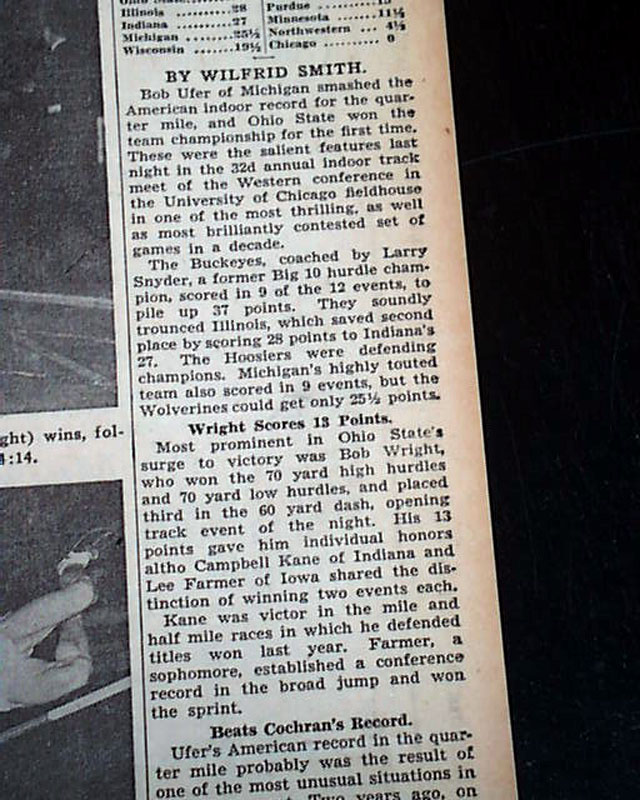 Illinois ........28
Indiana ........27
Michigan ........25½
Wisconsin .......19½
Purdue
Minnesota .......11½
Northwestern ... 4½
Chicago .......... 0
BY WILFRID SMITH.
Bob Ufer of Michigan smashed the
American indoor record for the quar-
ter mile, and Ohio State won the
team championship for the first time.
These were the salient features last
night in the 32d annual indoor track
meet of the Western conference in
the University of Chicago fieldhouse
in one of the most thrilling, as well
as most brilliantly contested set of
games in a decade.
The Buckeyes, coached by Larry
Snyder, a former Big 10 hurdle cham-
pion, scored in 9 of the 12 events, to
pile up 37 points. They soundly
trounced Illinois, which saved second
place by scoring 28 points to Indiana's
27. The Hoosiers were defending
champions. Michigan's highly touted
team also scored in 9 events, but the
Wolverines could get only 25½ points.
Wright Scores 13 Points.
Most prominent in Ohio State's
surge to victory was Bob Wright,
who won the 70 yard high hurdles
and 70 yard low hurdles, and placed
third in the 60 yard dash, opening
track event of the night. His 13
points gave him individual honors
altho Campbell Kane of Indiana and
Lee Farmer of Iowa shared the dis-
tinction of winning two events each.
Kane was victor in the mile and
half mile races in which he defended
titles won last year. Farmer, a
sophomore, established a conference
record in the broad jump and won
the sprint.
Beats Cochran's Record.
Ufer's American record in the quar-
ter mile probably was the result of
one of the most unusual situations in
Two years ago, on
ght) wins, fol-
4:14.